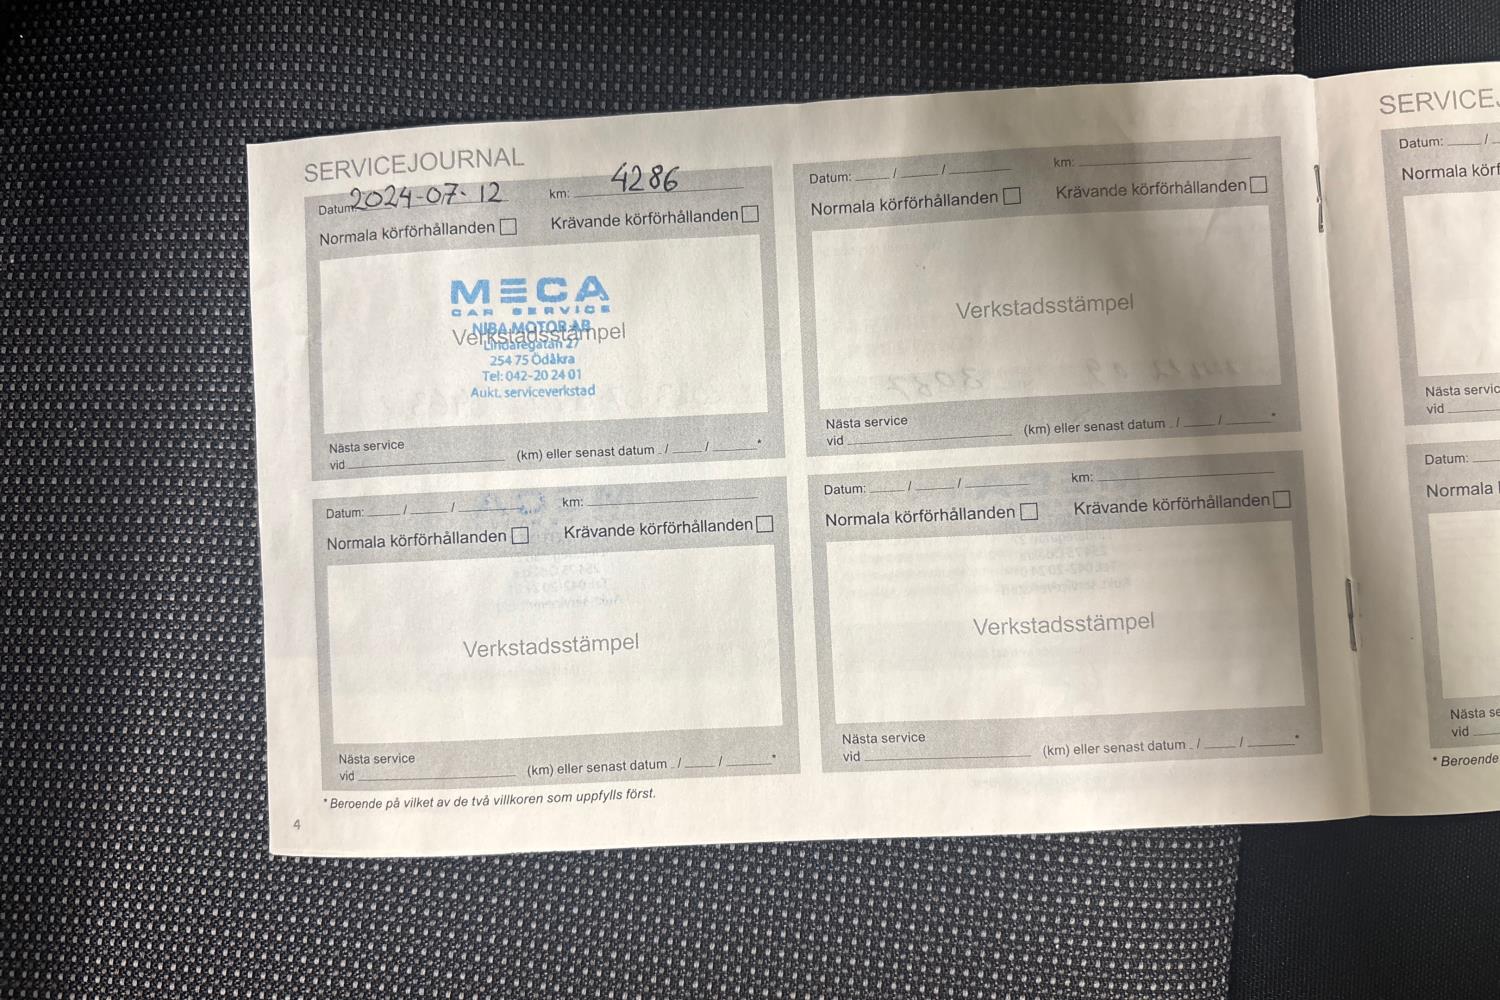 SERVICEJOURNAL
Datum: 2024-07-12 km: 4286
Normala körförhållanden Krävande körförhållanden
MECA
CAR SERVICE
NIBA MOTOR AB
Verkstadsstämpel
Lindaregatan 27
254 75 Ödåkra
Tel: 042-20 24 01
Aukt. serviceverkstad
Nästa service
vid (km) eller senast datum / / *
Datum: / / km:
Normala körförhållanden Krävande körförhållanden
Verkstadsstämpel
Nästa service
vid (km) eller senast datum / / *
Datum: / / km:
Normala körförhållanden Krävande körförhållanden
Verkstadsstämpel
Nästa service
vid (km) eller senast datum / / *
Datum: / / km:
Normala körförhållanden Krävande körförhållanden
Verkstadsstämpel
Nästa service
vid (km) eller senast datum / / *
* Beroende på vilket av de två villkoren som uppfylls först.
4
SERVICE
Datum: /
Normala körf
Nästa servic
vid
Datum:
Normala
Nästa se
vid
* Beroende